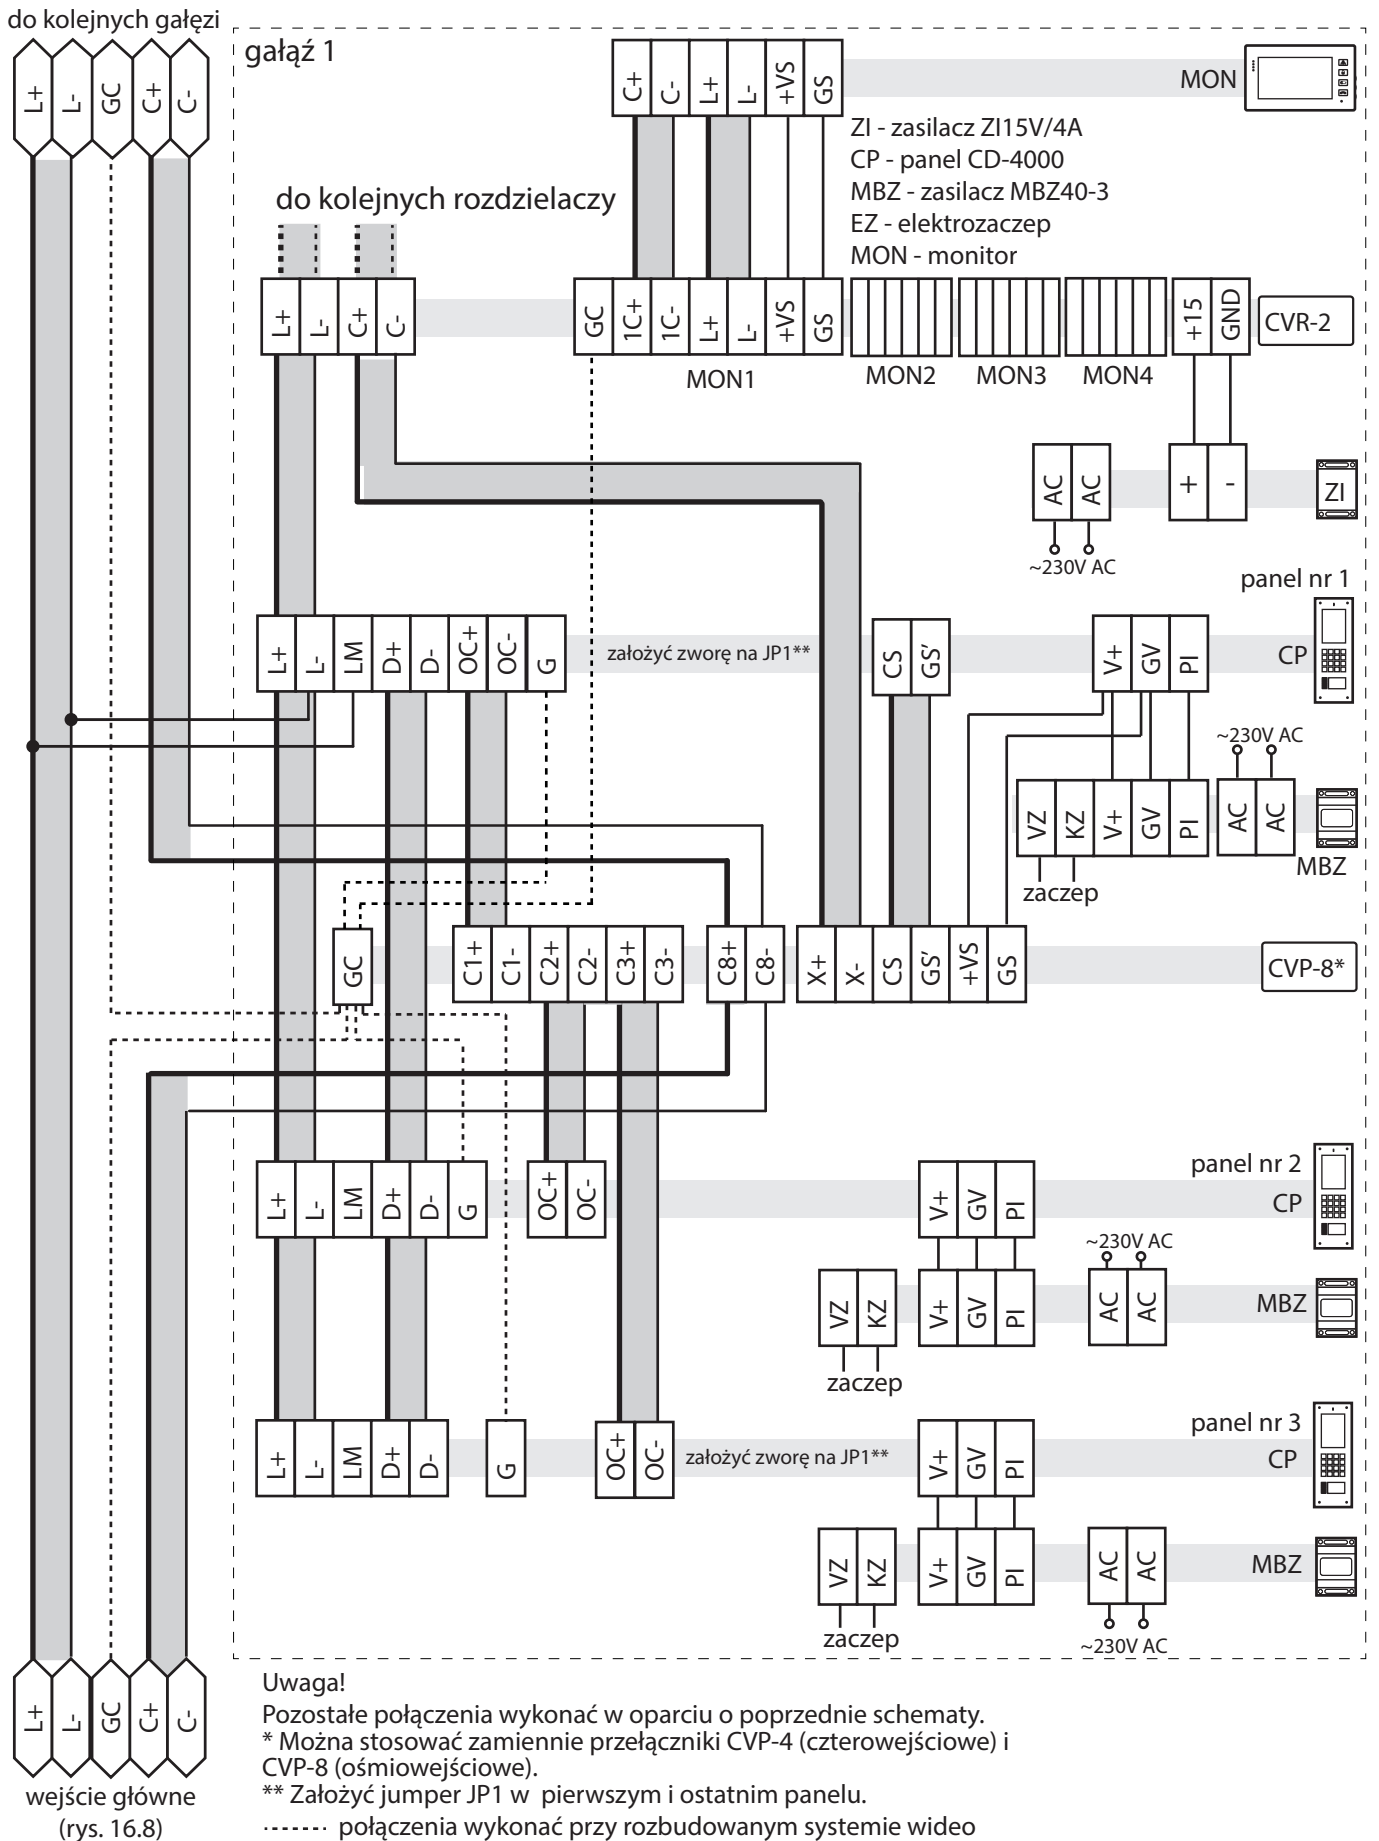 do kolejnych gałęzi
L+ L- GC C+ C-
gałąź 1
C+ C- L+ L- +VS GS
MON
ZI - zasilacz ZI15V/4A
CP - panel CD-4000
MBZ - zasilacz MBZ40-3
EZ - elektrozaczep
MON - monitor
do kolejnych rozdzielaczy
L+ L- C+ C-
GC 1C+ 1C- L+ L- +VS GS
+15 GND
CVR-2
MON1
MON2
MON3
MON4
AC AC
+ -
ZI
~230V AC
panel nr 1
L+ L- LM D+ D- OC+ OC- G
założyć zworę na JP1**
CS GS'
V+ GV PI
CP
~230V AC
VZ KZ V+ GV PI
AC AC
MBZ
zaczep
GC
C1+ C1- C2+ C2- C3+ C3-
C8+ C8-
X+ X- CS GS' +VS GS
CVP-8*
panel nr 2
L+ L- LM D+ D- G
OC+ OC-
V+ GV PI
CP
~230V AC
VZ KZ
V+ GV PI
AC AC
MBZ
zaczep
panel nr 3
L+ L- LM D+ D-
G
OC+ OC-
założyć zworę na JP1**
V+ GV PI
CP
VZ KZ
V+ GV PI
AC AC
MBZ
zaczep
~230V AC
L+ L- GC C+ C-
wejście główne
(rys. 16.8)
Uwaga!
Pozostałe połączenia wykonać w oparciu o poprzednie schematy.
* Można stosować zamiennie przełączniki CVP-4 (czterowejściowe) i
CVP-8 (ośmiowejściowe).
** Założyć jumper JP1 w pierwszym i ostatnim panelu.
połączenia wykonać przy rozbudowanym systemie wideo